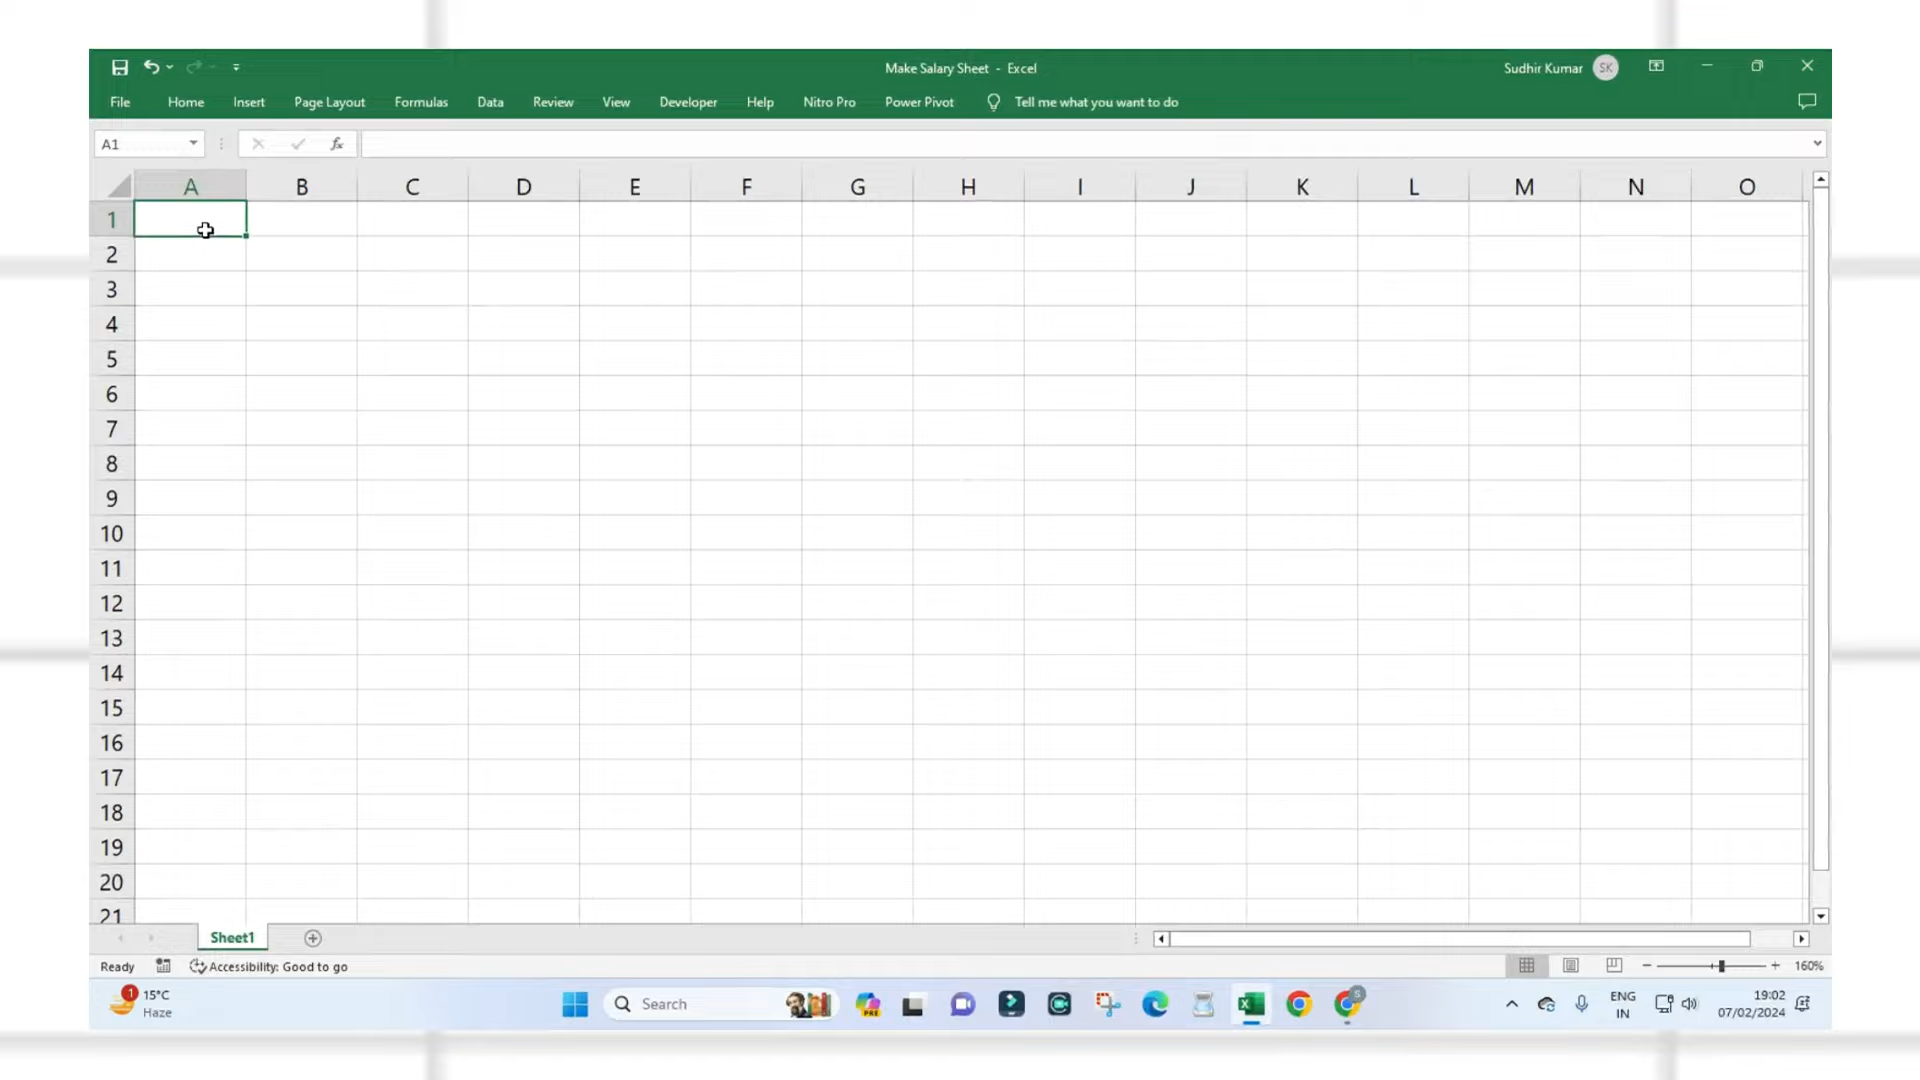 Make Salary Sheet - Excel
Sudhir Kumar SK
File Home Insert Page Layout Formulas Data Review View Developer Help Nitro Pro Power Pivot Tell me what you want to do
A1 fx
A B C D E F G H I J K L M N O
1
2
3
4
5
6
7
8
9
10
11
12
13
14
15
16
17
18
19
20
21
Sheet1
Ready Accessibility: Good to go 160%
1 15°C
Haze
Search
PRE
ENG
IN
19:02
07/02/2024